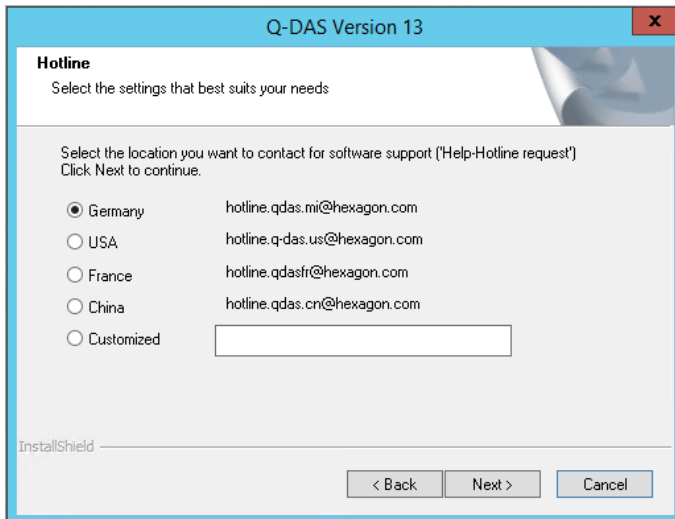 Q-DAS Version 13
x
Hotline
Select the settings that best suits your needs
Select the location you want to contact for software support ('Help-Hotline request')
Click Next to continue.
Germany hotline.qdas.mi@hexagon.com
USA hotline.q-das.us@hexagon.com
France hotline.qdasfr@hexagon.com
China hotline.qdas.cn@hexagon.com
Customized
InstallShield
< Back Next > Cancel